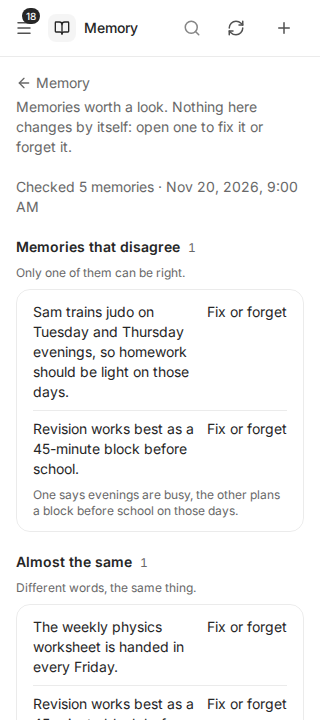 18
Memory
Memory
Memories worth a look. Nothing here
changes by itself: open one to fix it or
forget it.
Checked 5 memories · Nov 20, 2026, 9:00
AM
Memories that disagree 1
Only one of them can be right.
Sam trains judo on
Tuesday and Thursday
evenings, so homework
should be light on those
days.
Fix or forget
Revision works best as a
45-minute block before
school.
Fix or forget
One says evenings are busy, the other plans
a block before school on those days.
Almost the same 1
Different words, the same thing.
The weekly physics
worksheet is handed in
every Friday.
Fix or forget
Revision works best as a
Fix or forget